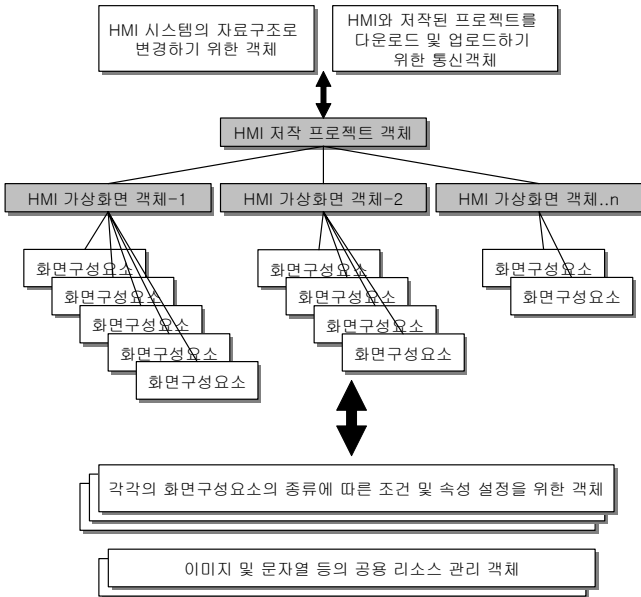 HMI 시스템의 자료구조로
변경하기 위한 객체
HMI와 저작된 프로젝트를
다운로드 및 업로드하기
위한 통신객체
HMI 저작 프로젝트 객체
HMI 가상화면 객체-1
HMI 가상화면 객체-2
HMI 가상화면 객체..n
화면구성요소
화면구성요소
화면구성요소
화면구성요소
화면구성요소
화면구성요소
화면구성요소
화면구성요소
화면구성요소
화면구성요소
화면구성요소
각각의 화면구성요소의 종류에 따른 조건 및 속성 설정을 위한 객체
이미지 및 문자열 등의 공용 리소스 관리 객체